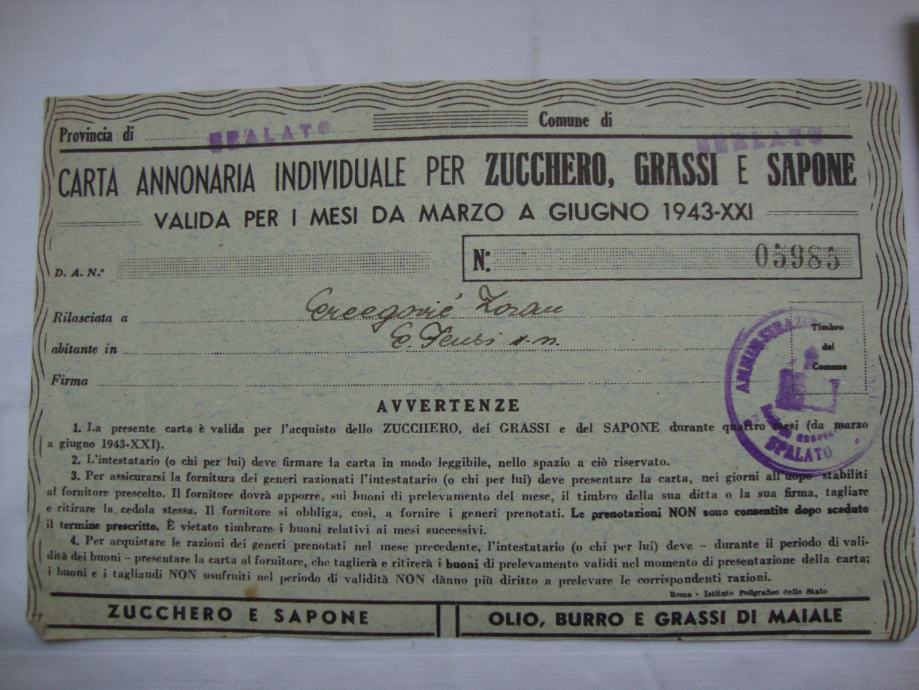 Provincia di SPALATO Comune di SPALATO
CARTA ANNONARIA INDIVIDUALE PER ZUCCHERO, GRASSI E SAPONE
VALIDA PER I MESI DA MARZO A GIUGNO 1943-XXI
D. A. N.°
N: 05985
Rilasciata a Zoran
abitante in
Firma
Timbro
del
Comune
AMMINISTRAZI
SPALATO
AVVERTENZE
1. La presente carta è valida per l'acquisto dello ZUCCHERO, dei GRASSI e del SAPONE durante quattro mesi (da marzo
a giugno 1943-XXI).
2. L'intestatario (o chi per lui) deve firmare la carta in modo leggibile, nello spazio a ciò riservato.
3. Per assicurarsi la fornitura dei generi razionati l'intestatario (o chi per lui) deve presentare la carta, nei giorni all'uopo stabiliti
al fornitore prescelto. Il fornitore dovrà apporre, sui buoni di prelevamento del mese, il timbro della sua ditta o la sua firma, tagliare
e ritirare la cedola stessa. Il fornitore si obbliga, così, a fornire i generi prenotati. Le prenotazioni NON sono consentite dopo scaduto
il termine prescritto. È vietato timbrare i buoni relativi ai mesi successivi.
4. Per acquistare le razioni dei generi prenotati nel mese precedente, l'intestatario (o chi per lui) deve – durante il periodo di vali-
dità dei buoni – presentare la carta al fornitore, che taglierà e ritirerà i buoni di prelevamento validi nel momento di presentazione della carta;
i buoni e i tagliandi NON usufruiti nel periodo di validità NON dànno più diritto a prelevare le corrispondenti razioni.
Roma - Istituto Poligrafico dello Stato
ZUCCHERO E SAPONE
OLIO, BURRO E GRASSI DI MAIALE